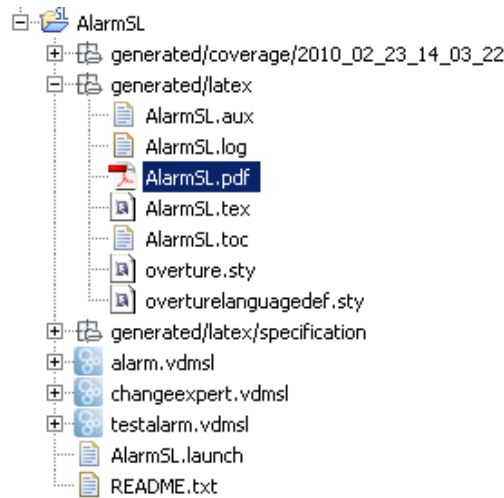 AlarmSL
generated/coverage/2010_02_23_14_03_22
generated/latex
AlarmSL.aux
AlarmSL.log
AlarmSL.pdf
AlarmSL.tex
AlarmSL.toc
overture.sty
overturelanguagedef.sty
generated/latex/specification
alarm.vdmsl
changeexpert.vdmsl
testalarm.vdmsl
AlarmSL.launch
README.txt